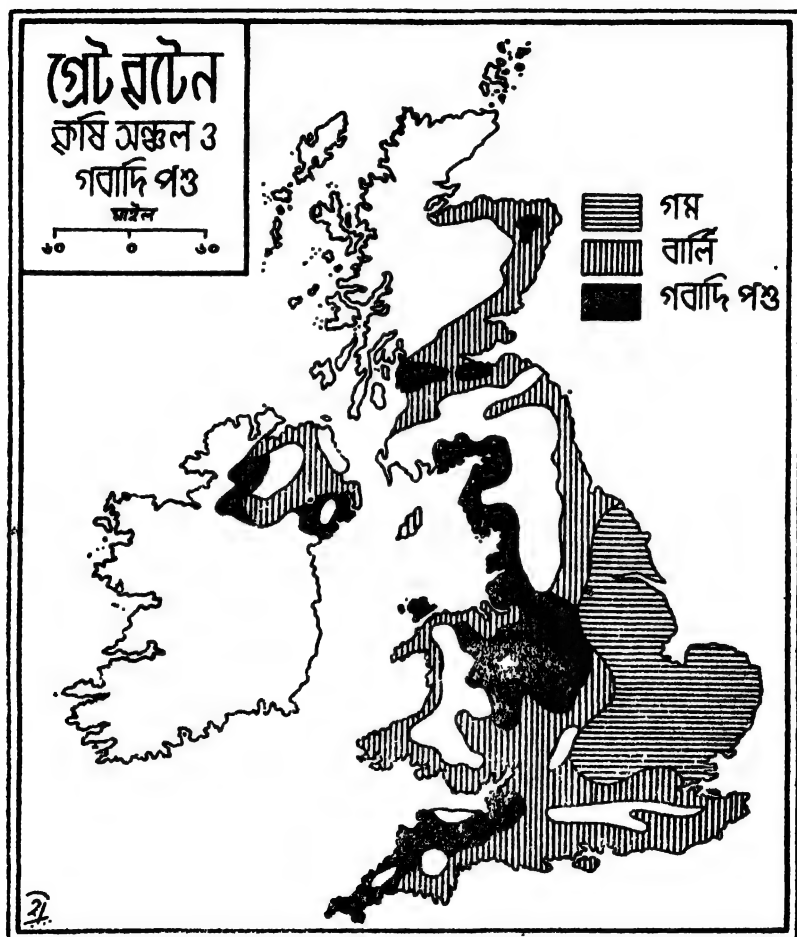 গ্রেট ব্রটেন
কৃষি অঞ্চল ও
গবাদি পশু
মাইল
৬০ ০ ৬০
গম
বার্লি
গবাদি পশু